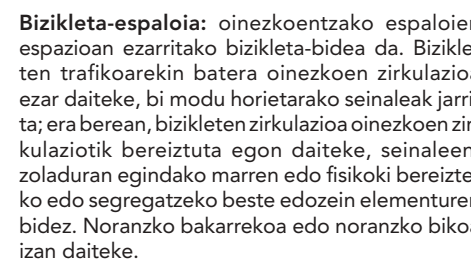 Bizikleta-espaloia: oinezkoentzako espaloien
espazioan ezarritako bizikleta-bidea da. Bizikle
ten trafikoarekin batera oinezkoen zirkulazioa
ezar daiteke, bi modu horietarako seinaleak jarri
ta; era berean, bizikleten zirkulazioa oinezkoen zir
kulaziotik bereiztuta egon daiteke, seinaleen
zoladuran egindako marren edo fisikoki bereizte
ko edo segregatzeko beste edozein elementuren
bidez. Noranzko bakarrekoa edo noranzko bikoa
izan daiteke.